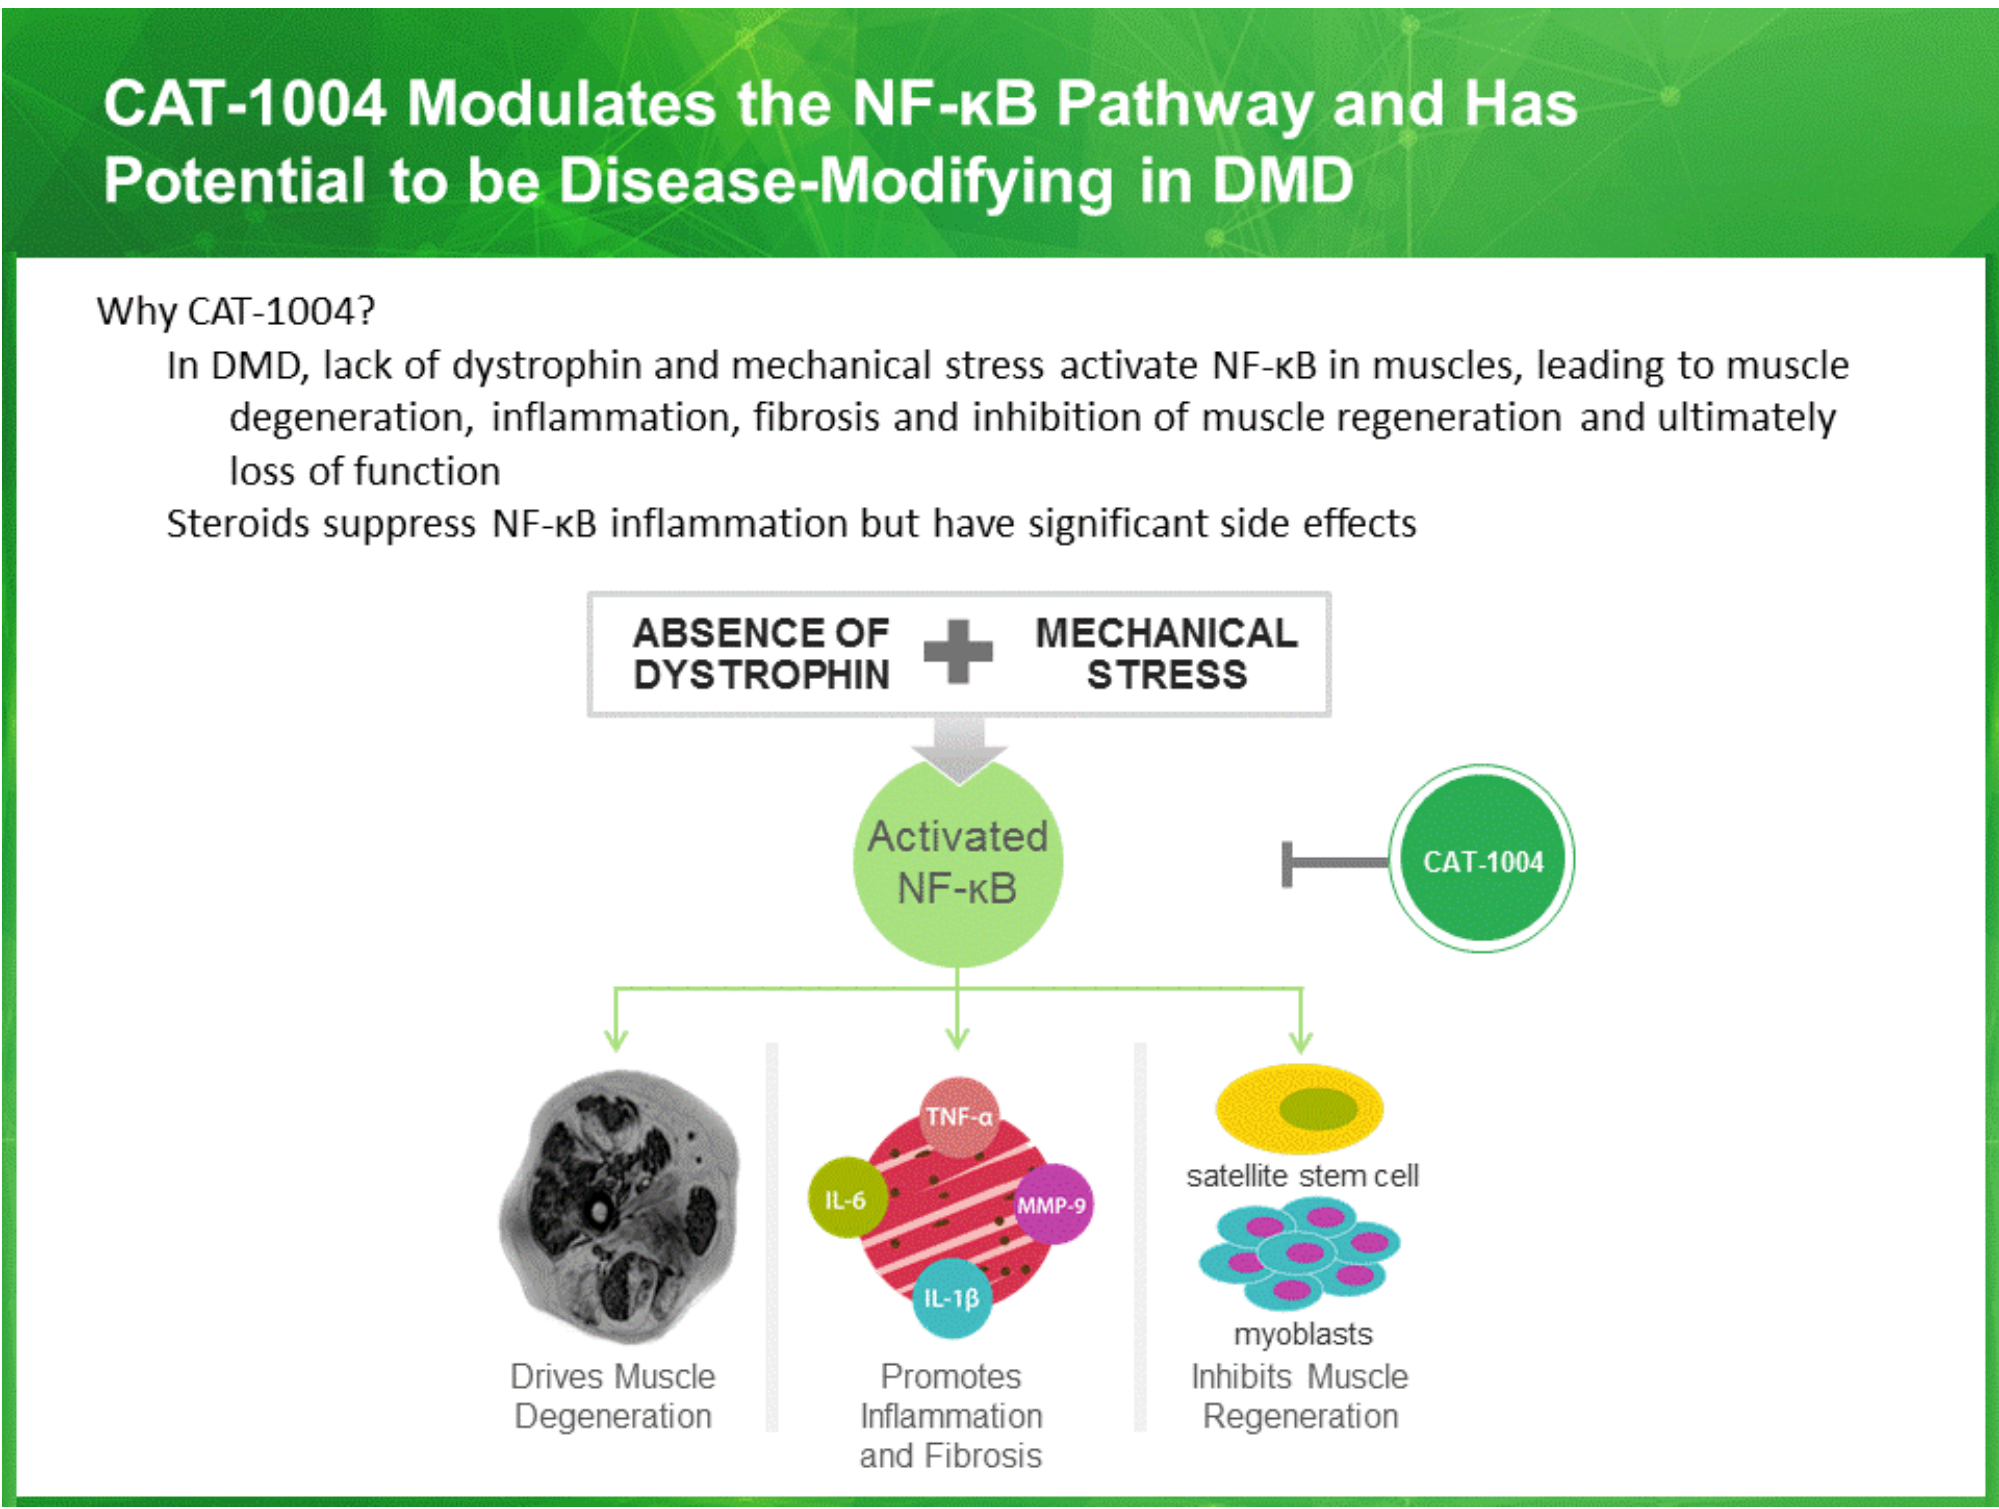 CAT-1004 Modulates the NF-κB Pathway and Has
Potential to be Disease-Modifying in DMD
Why CAT-1004?
In DMD, lack of dystrophin and mechanical stress activate NF-κB in muscles, leading to muscle
degeneration, inflammation, fibrosis and inhibition of muscle regeneration and ultimately
loss of function
Steroids suppress NF-κB inflammation but have significant side effects
ABSENCE OF
DYSTROPHIN
MECHANICAL
STRESS
Activated
NF-κB
CAT-1004
TNF-α
IL-6
MMP-9
IL-1β
satellite stem cell
myoblasts
Drives Muscle
Degeneration
Promotes
Inflammation
and Fibrosis
Inhibits Muscle
Regeneration